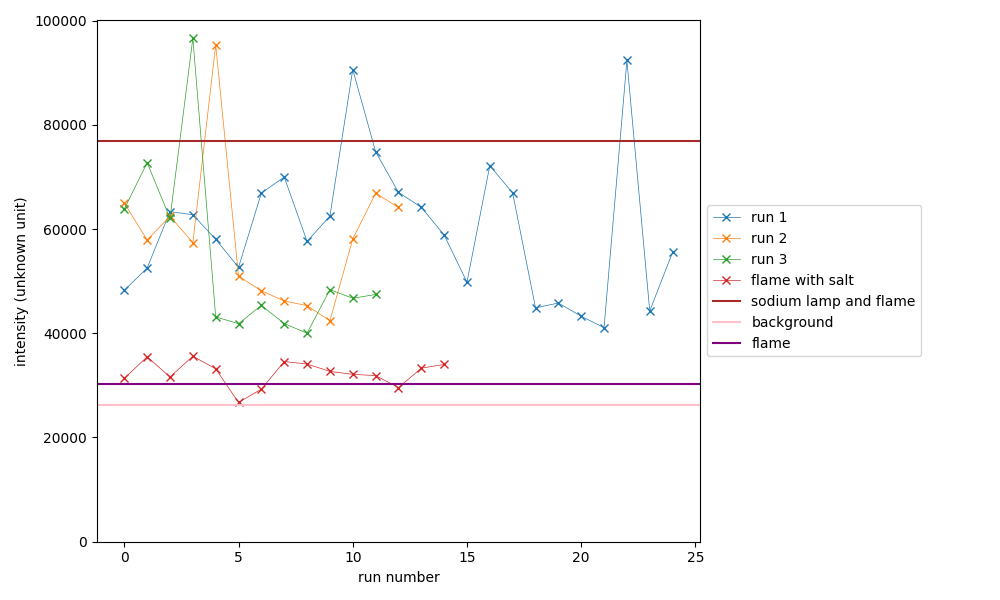 100000
80000
60000
40000
20000
0
intensity (unknown unit)
0 5 10 15 20 25
run number
run 1
run 2
run 3
flame with salt
sodium lamp and flame
background
flame